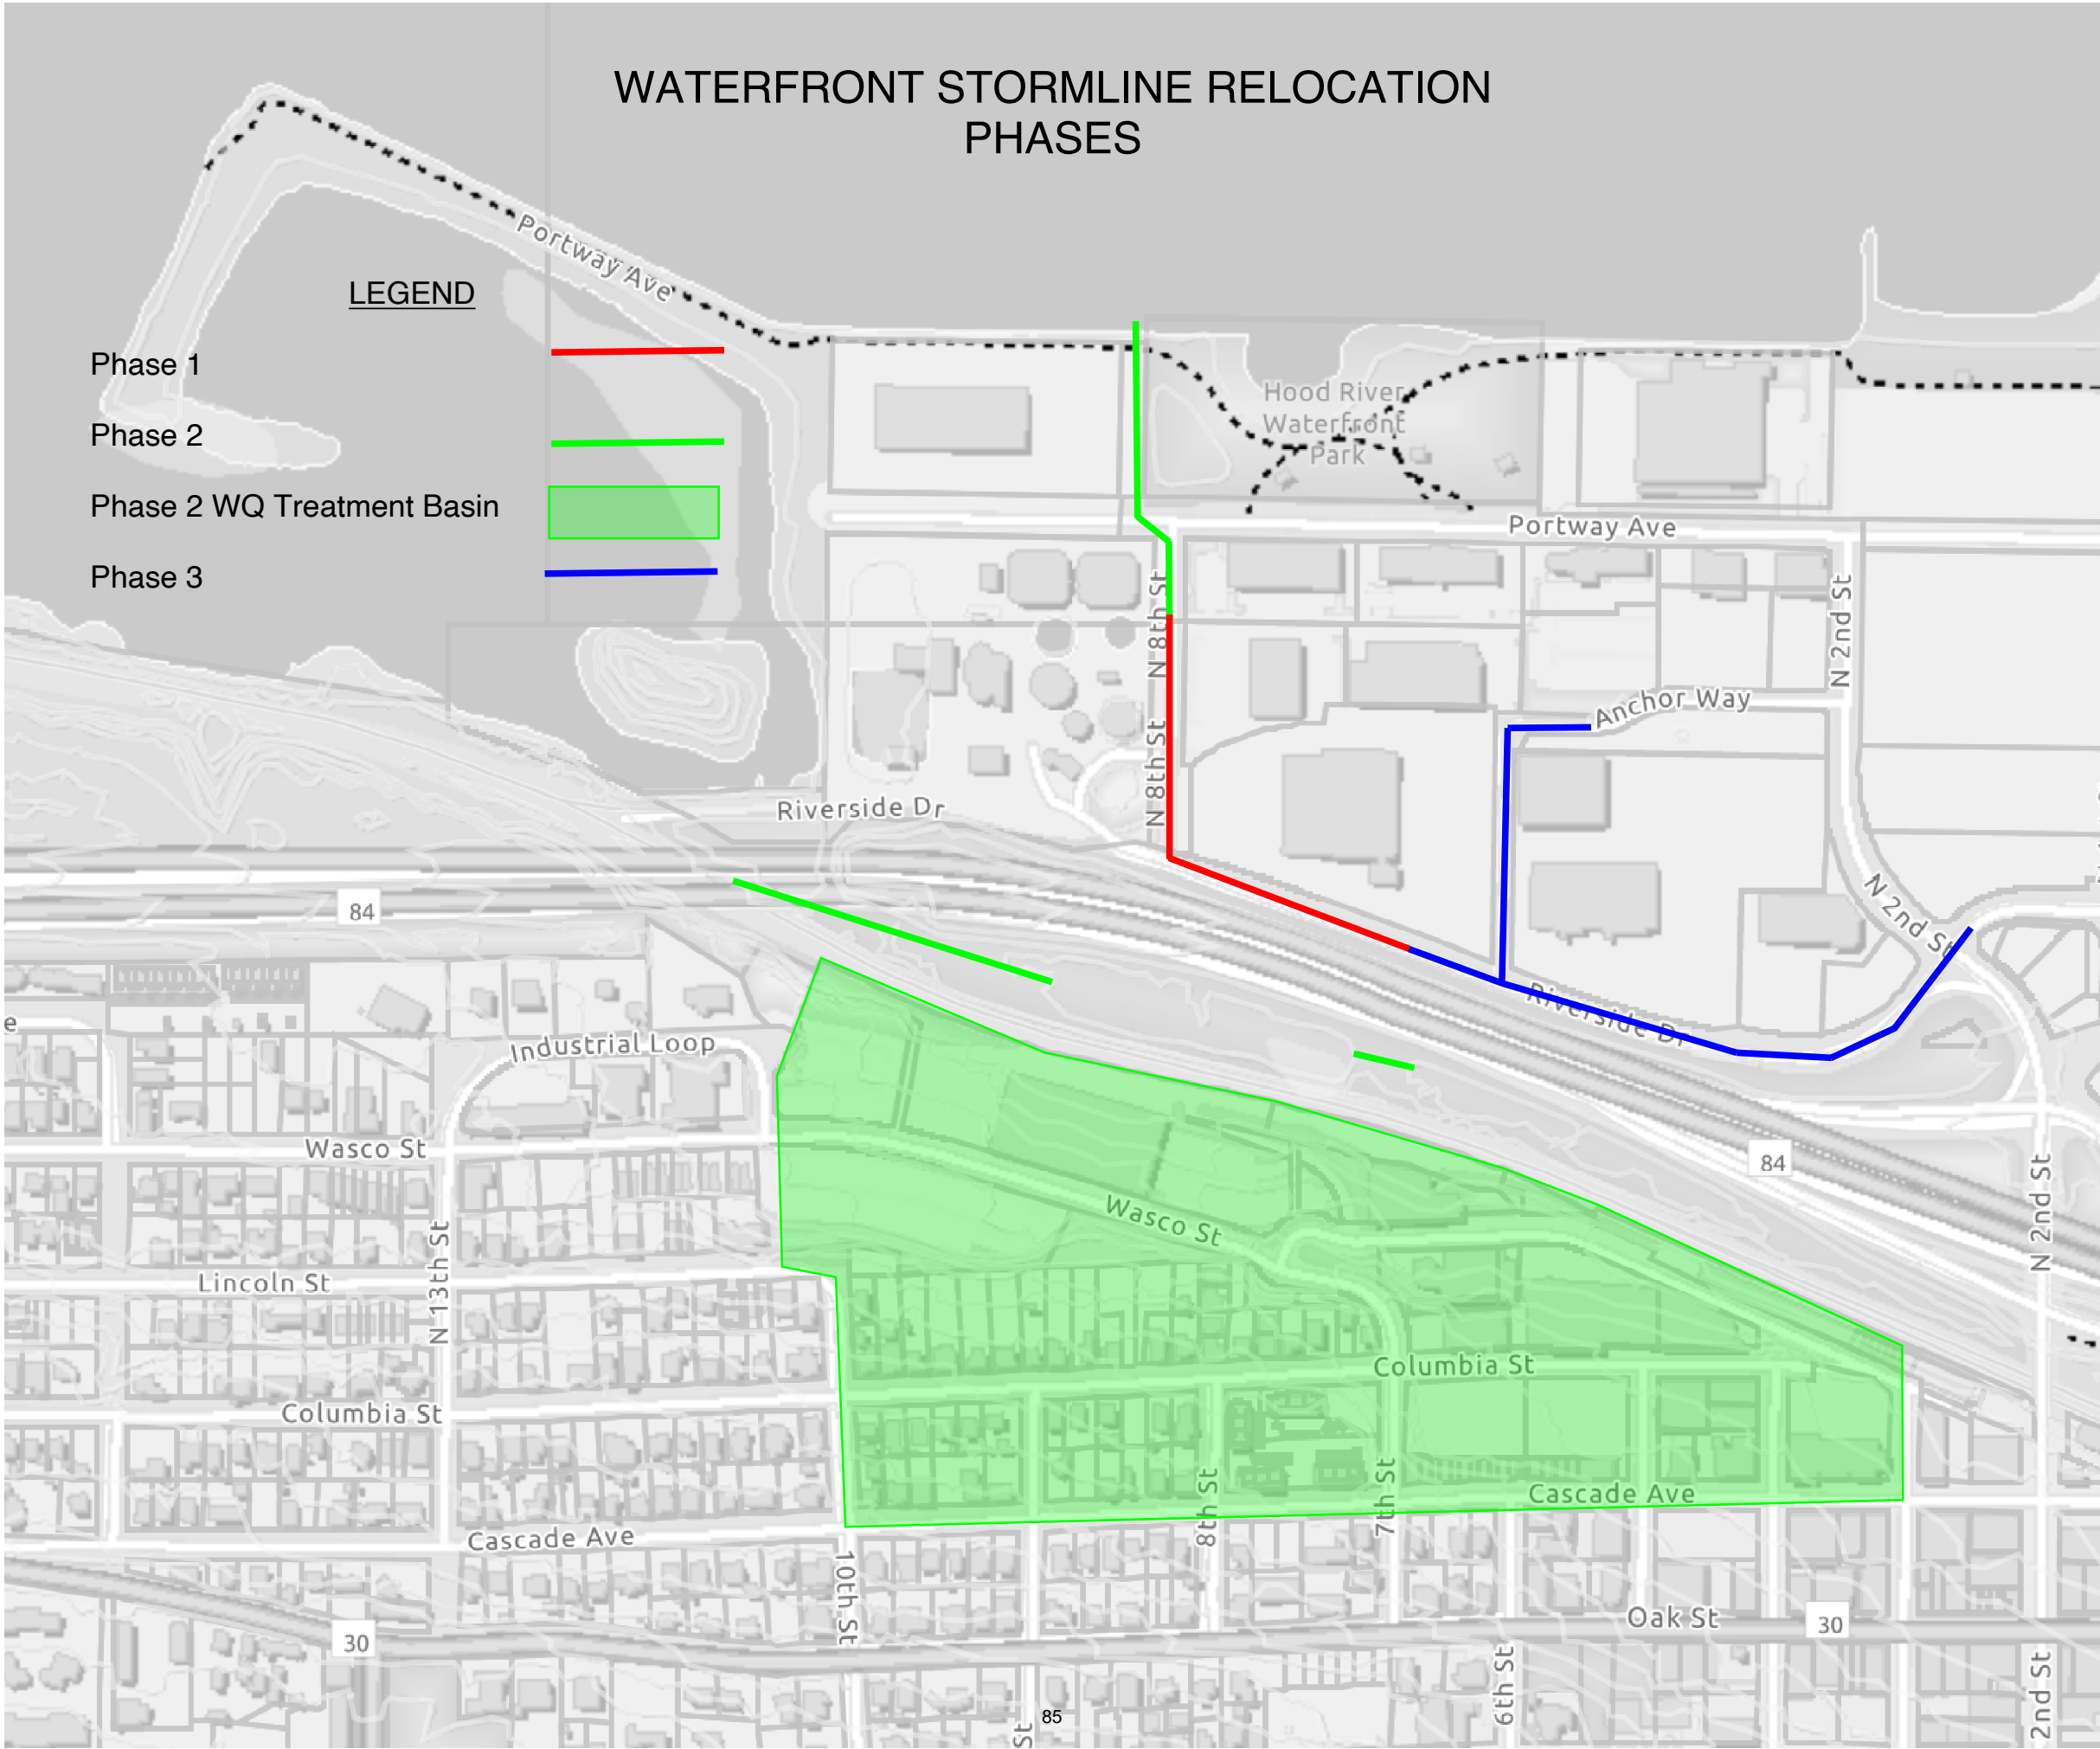 WATERFRONT STORMLINE RELOCATION
PHASES
Portway Ave
LEGEND
Phase 1
Phase 2
Phase 2 WQ Treatment Basin
Phase 3
Hood River
Waterfront
Park
Portway Ave
N 8th St
N 2nd St
Anchor Way
N 8th St
Riverside Dr
84
N 2nd St
Riverside Dr
e
Industrial Loop
Wasco St
84
Wasco St
N 2nd St
Lincoln St
N 13th St
Columbia St
Columbia St
Cascade Ave
8th St
7th St
Cascade Ave
10th St
Oak St
30
30
6th St
2nd St
St
85